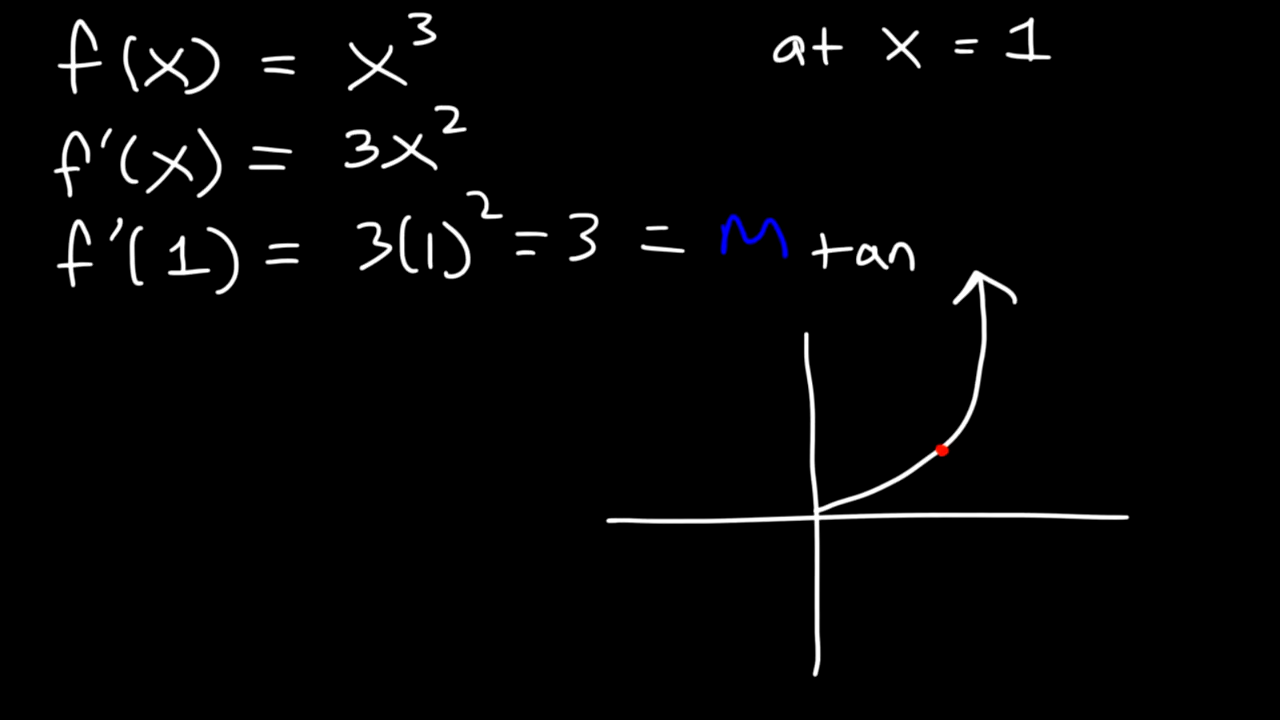 f(x) = x³ at x = 1
f'(x) = 3x²
f'(1) = 3(1)² = 3 = m tan